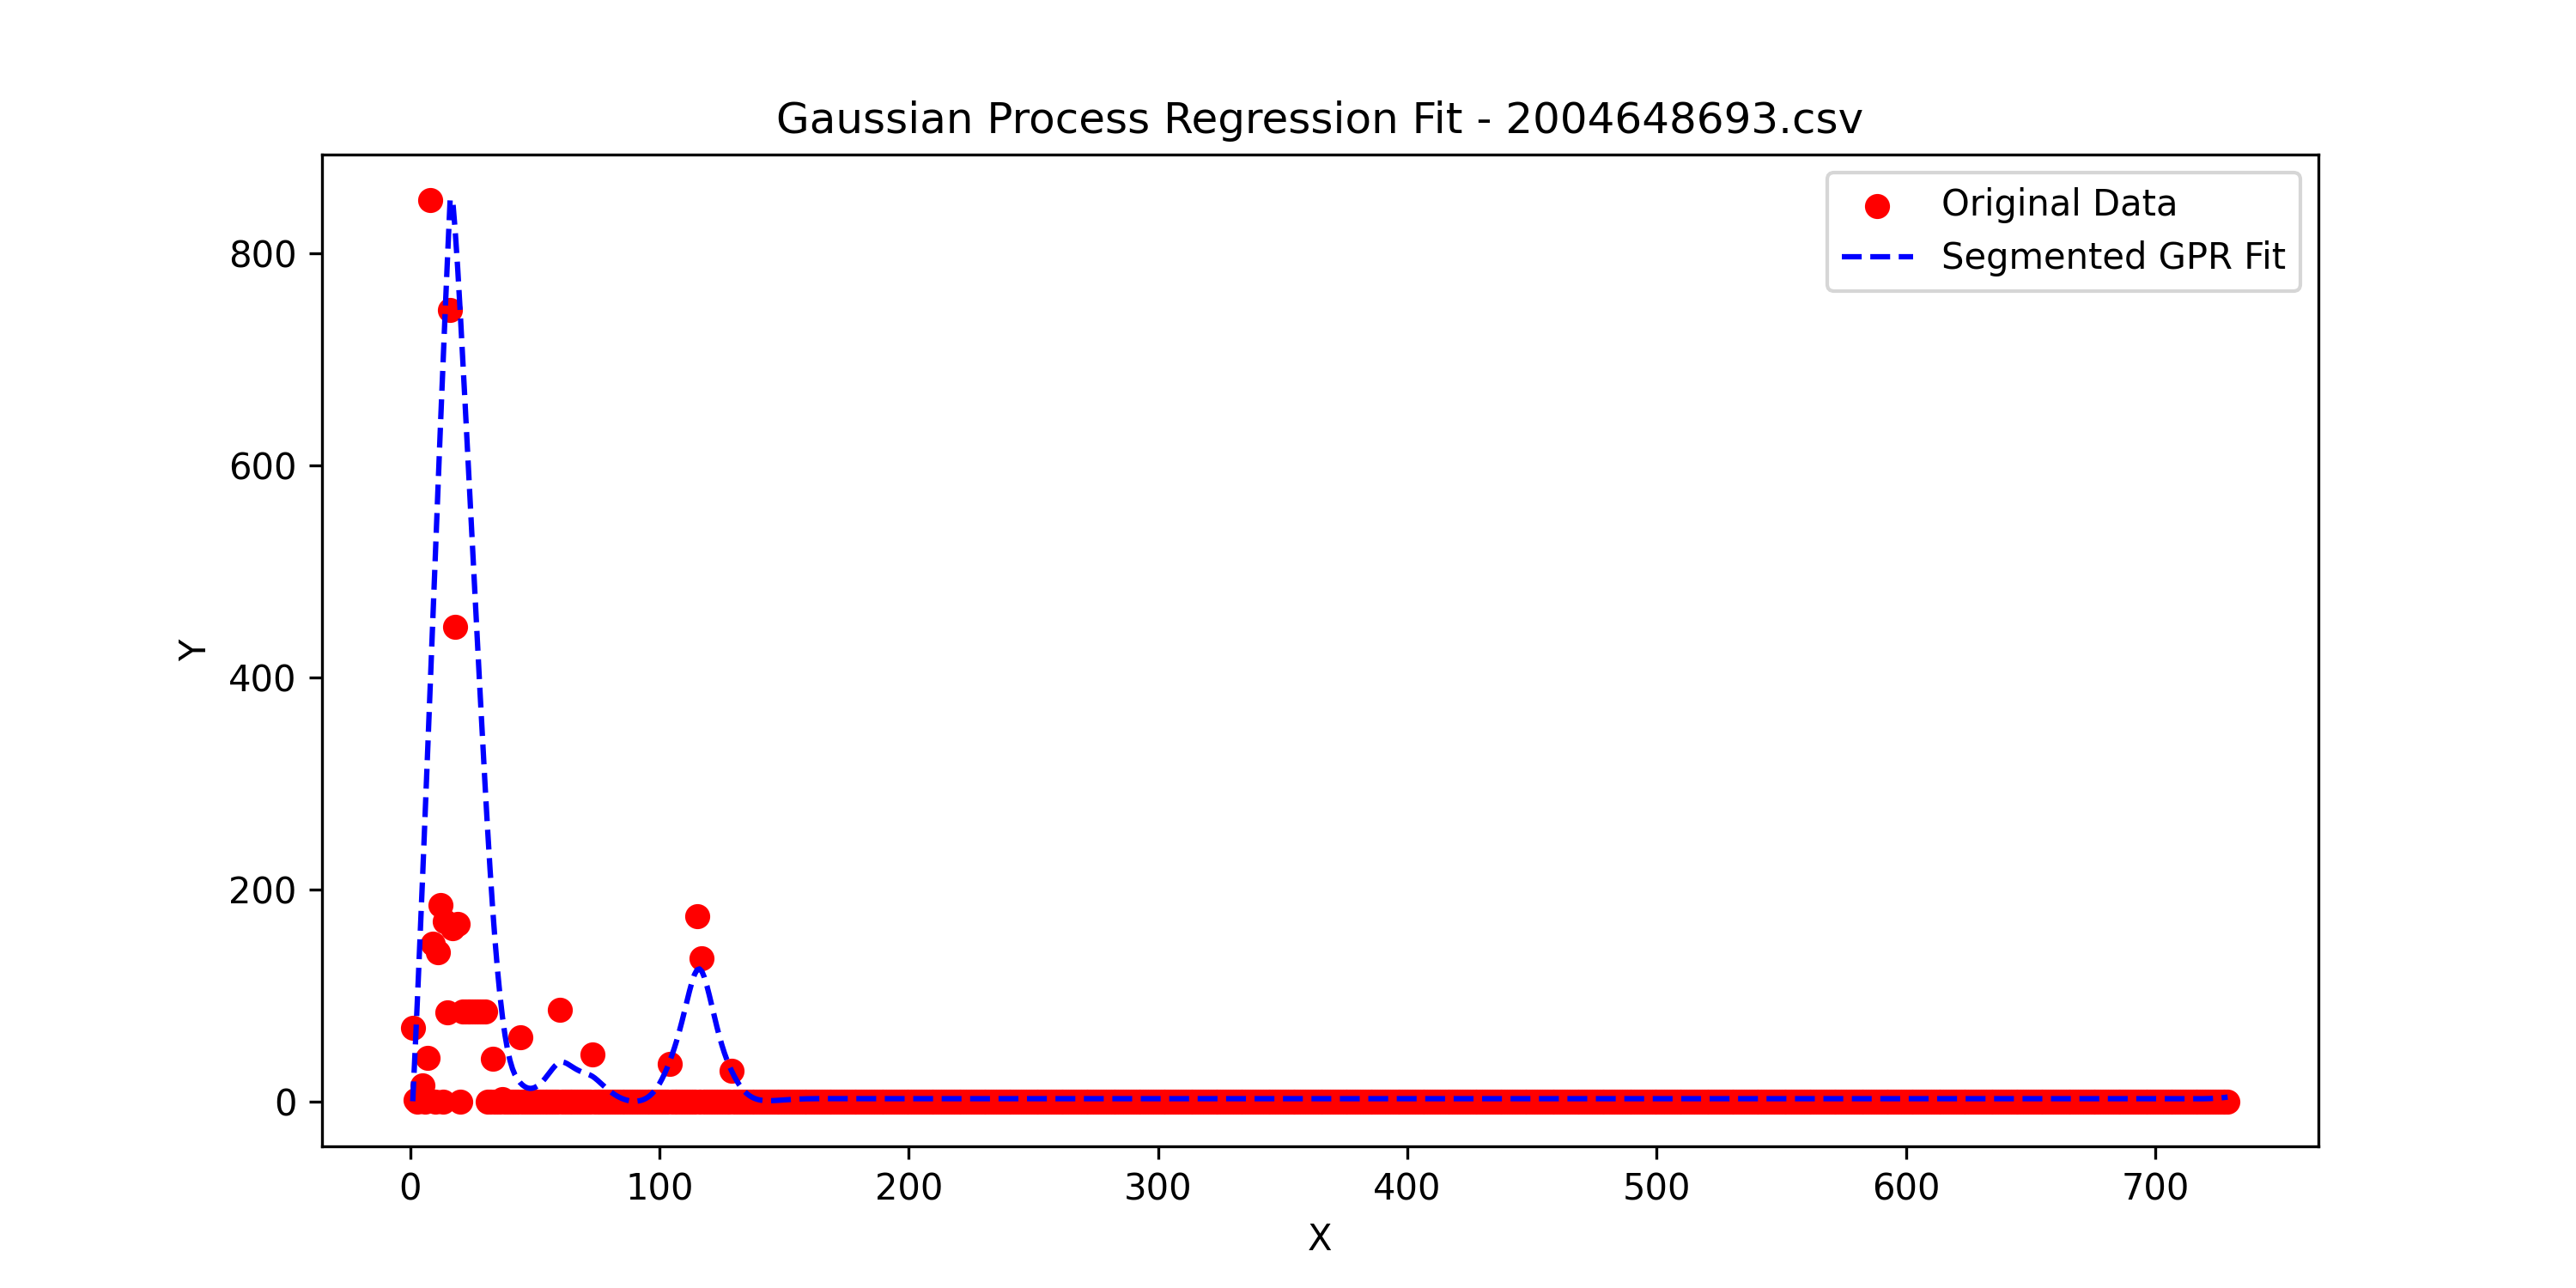 Gaussian Process Regression Fit - 2004648693.csv
Original Data
Segmented GPR Fit
800
600
400
200
0
Y
0 100 200 300 400 500 600 700
X